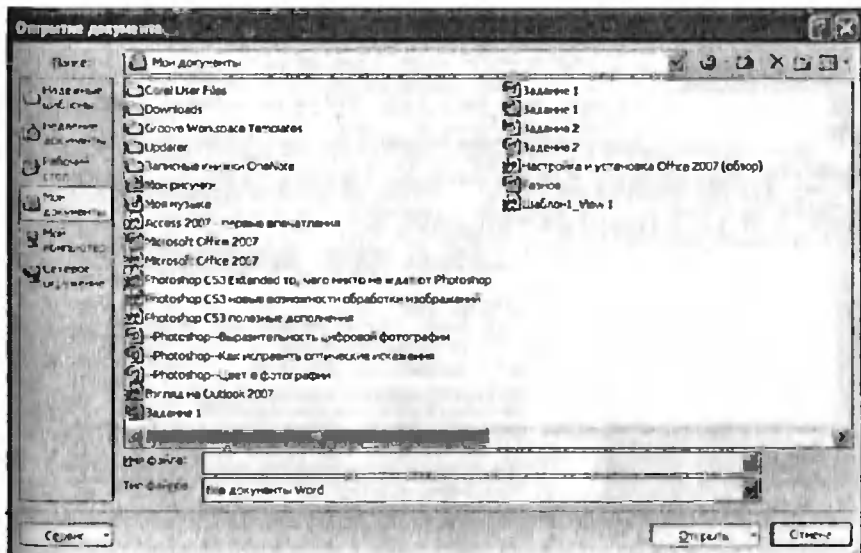 Открытие документа
Папка:
Мои документы
Надежные шаблоны
Недавние документы
Рабочий стол
Мои документы
Мой компьютер
Сетевое окружение
Corel User Files
Downloads
Groove Workspace Templates
Updater
Записные книжки OneNote
Мои рисунки
Моя музыка
Access 2007 - первые впечатления
Microsoft Office 2007
Microsoft Office 2007
Photoshop CS3 Extended то, чего никто не ждал от Photoshop
Photoshop CS3 новые возможности обработки изображений
Photoshop CS3 полезные дополнения
--Photoshop--Выразительность цифровой фотографии
--Photoshop--Как исправить оптические искажения
--Photoshop--Цвет в фотографии
Взгляд на Outlook 2007
Задание 1
Задание 1
Задание 1
Задание 2
Задание 2
Настройка и установка Office 2007 (обзор)
Разное
Шаблон1_View 1
Имя файла:
Тип файлов:
Все документы Word
Сервис
Открыть
Отмена